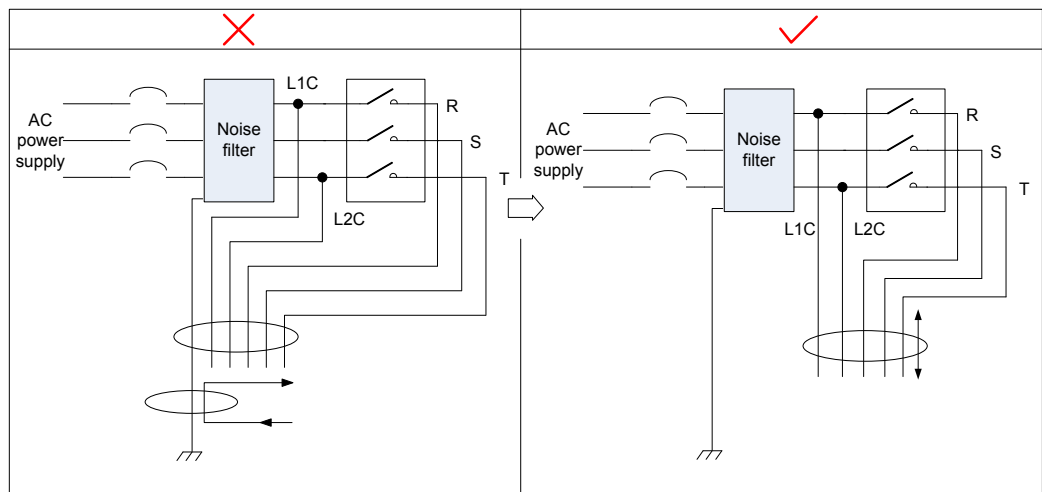 L1C
AC
power
supply
Noise
filter
R
S
T
L2C
AC
power
supply
Noise
filter
R
S
T
L1C
L2C